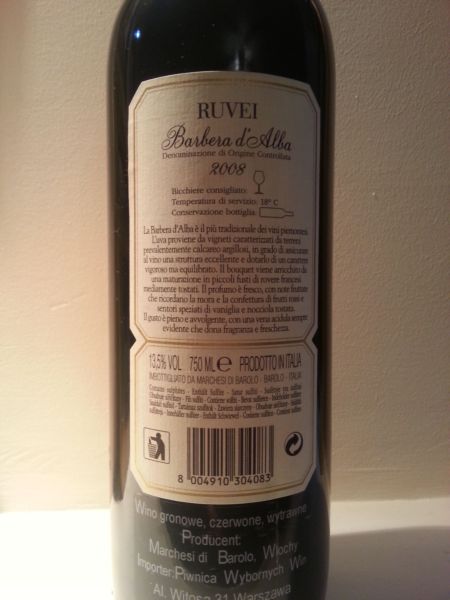 RUVEI
Barbera d'Alba
Denominazione di Origine Controllata
2008
Bicchiere consigliato:
Temperatura di servizio: 18° C
Conservazione bottiglia:
La Barbera d'Alba è il più tradizionale dei vini piemontesi.
L'uva proviene da vigneti caratterizzati da terreni
prevalentemente calcareo argillosi, in grado di assicurare
al vino una struttura eccellente e dotarlo di un carattere
vigoroso ma equilibrato. Il bouquet viene arricchito da
una maturazione in piccoli fusti di rovere francesi
mediamente tostati. Il profumo è fresco, con note fruttate
che ricordano la mora e la confettura di frutti rossi e
sentori speziati di vaniglia e nocciola tostata.
Il gusto è pieno e avvolgente, con una vena acidula sempre
evidente che dona fragranza e freschezza.
13,5% VOL 750 ML e PRODOTTO IN ITALIA
IMBOTTIGLIATO DA MARCHESI DI BAROLO - BAROLO - ITALIA
Contains sulphites - Enthält Sulfite
8 004910 304083
Wino gronowe, czerwone, wytrawne
Producent:
Marchesi di Barolo, Włochy
Importer:Piwnica Wybornych Win
Al. Witosa 31 Warszawa